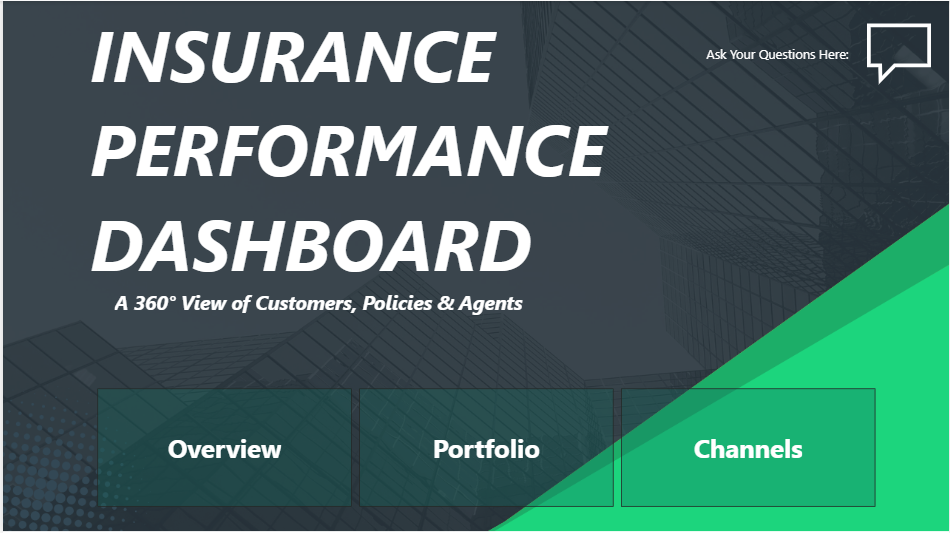 INSURANCE
PERFORMANCE
DASHBOARD
A 360° View of Customers, Policies & Agents
Ask Your Questions Here:
Overview
Portfolio
Channels